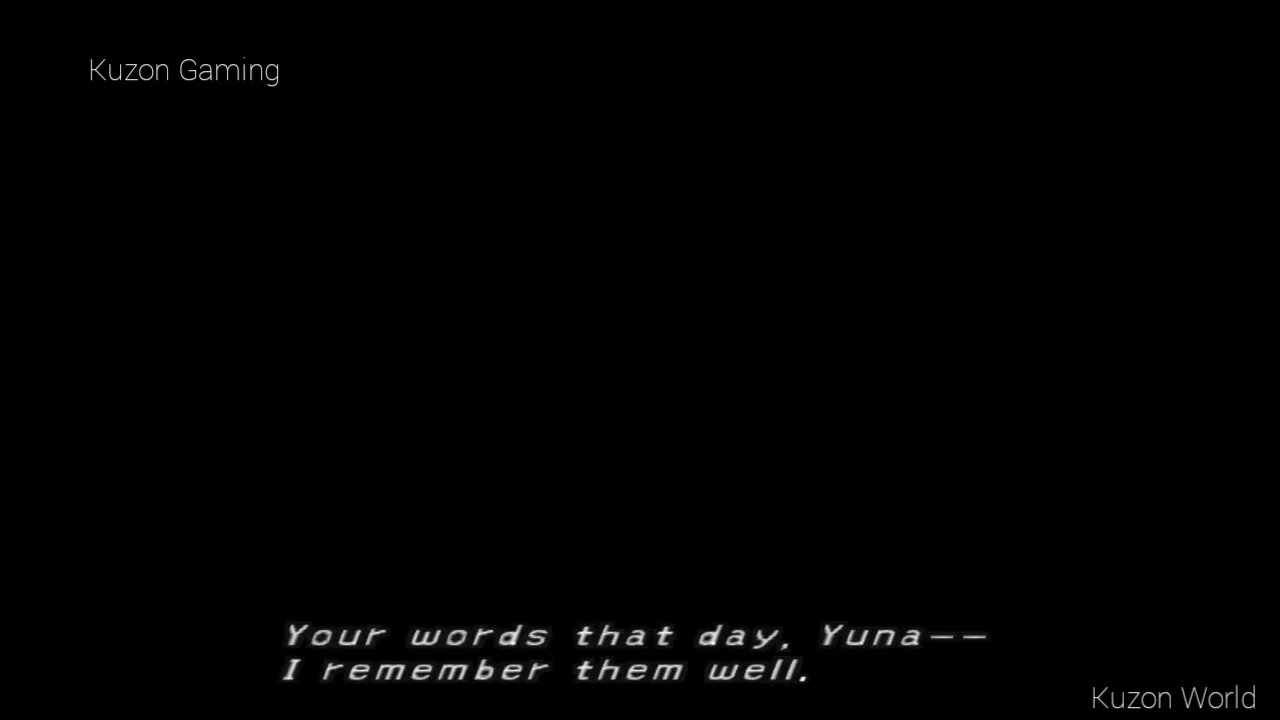 Kuzon Gaming
Your words that day, Yuna——
I remember them well.
Kuzon World